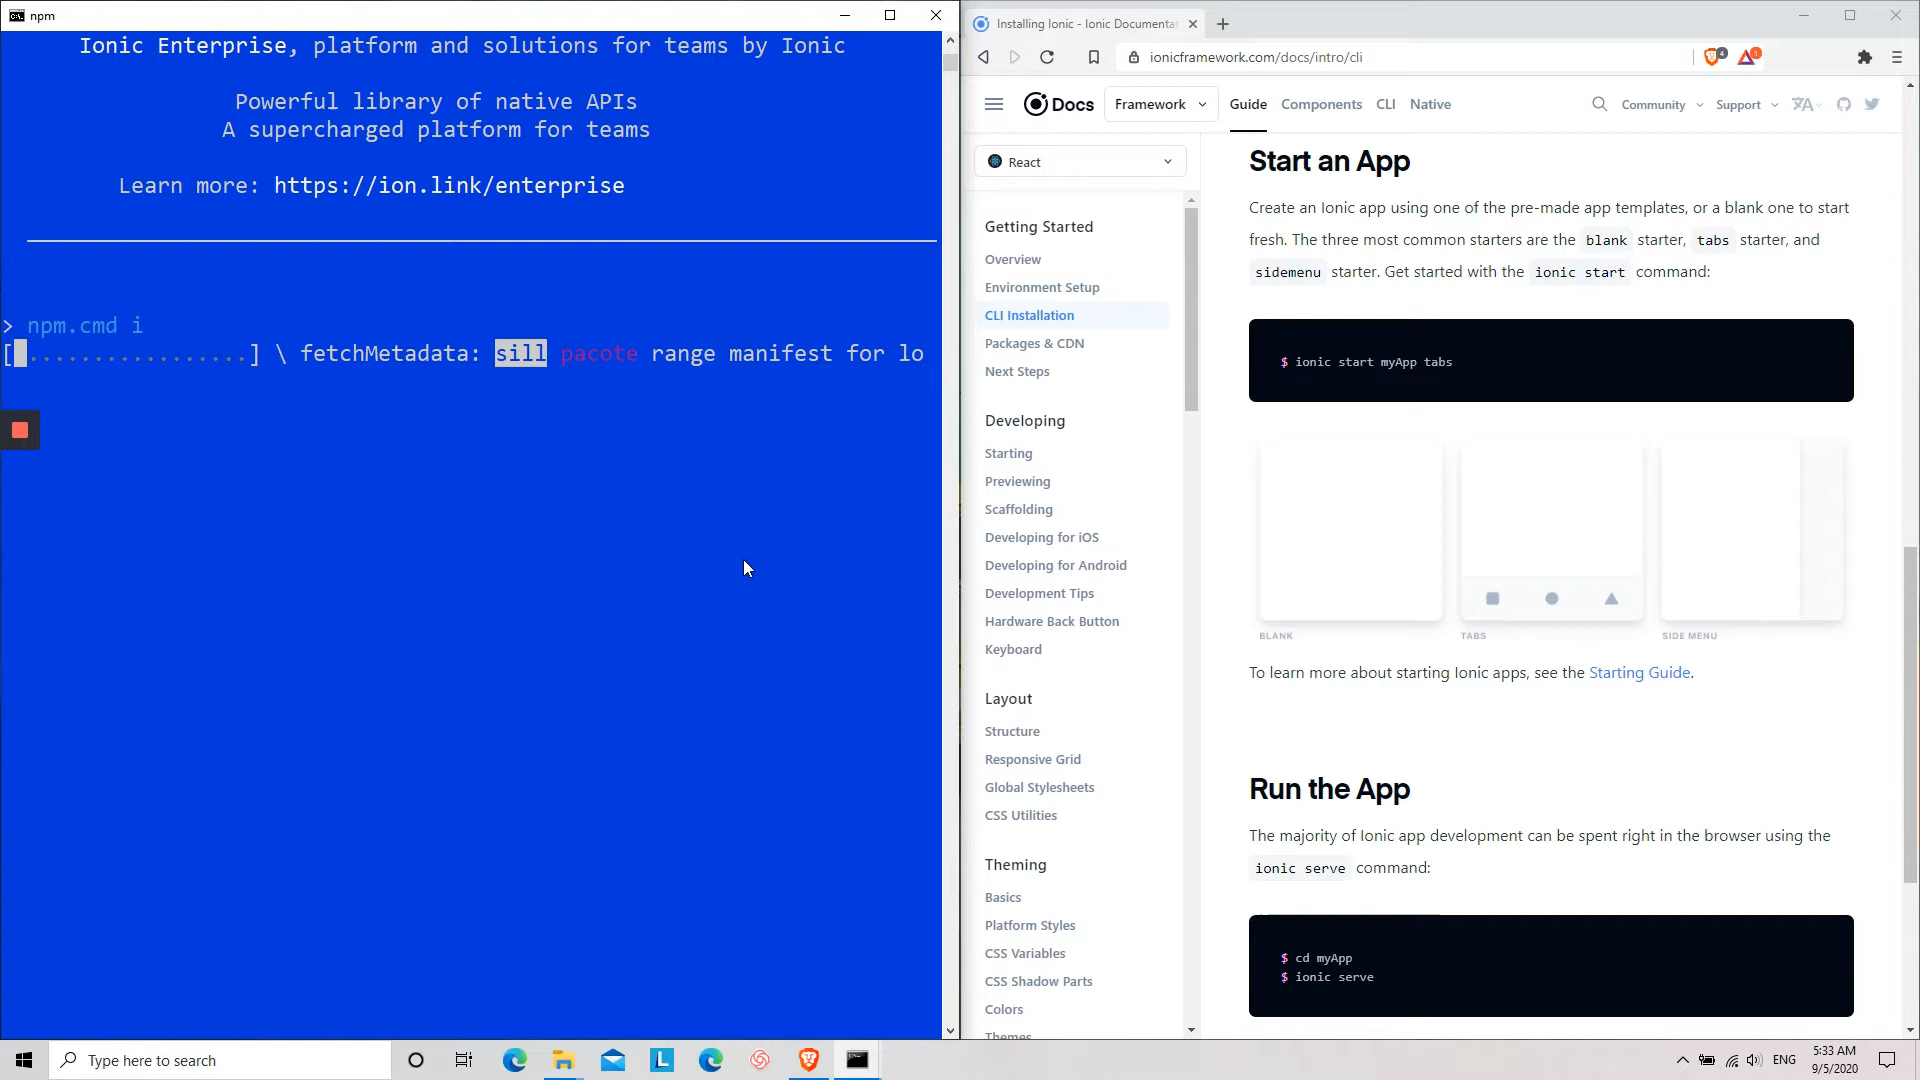 npm
Ionic Enterprise, platform and solutions for teams by Ionic
Powerful library of native APIs
A supercharged platform for teams
Learn more: https://ion.link/enterprise
> npm.cmd i
[ ................. ] \ fetchMetadata: sill pacote range manifest for lo
Installing Ionic - Ionic Documenta
ionicframework.com/docs/intro/cli
4
1
Docs
Framework
Guide
Components
CLI
Native
Community
Support
React
Getting Started
Overview
Environment Setup
CLI Installation
Packages & CDN
Next Steps
Developing
Starting
Previewing
Scaffolding
Developing for iOS
Developing for Android
Development Tips
Hardware Back Button
Keyboard
Layout
Structure
Responsive Grid
Global Stylesheets
CSS Utilities
Theming
Basics
Platform Styles
CSS Variables
CSS Shadow Parts
Colors
Themes
Start an App
Create an Ionic app using one of the pre-made app templates, or a blank one to start
fresh. The three most common starters are the blank starter, tabs starter, and
sidemenu starter. Get started with the ionic start command:
$ ionic start myApp tabs
BLANK
TABS
SIDE MENU
To learn more about starting Ionic apps, see the Starting Guide.
Run the App
The majority of Ionic app development can be spent right in the browser using the
ionic serve command:
$ cd myApp
$ ionic serve
Type here to search
L
ENG
5:33 AM
9/5/2020